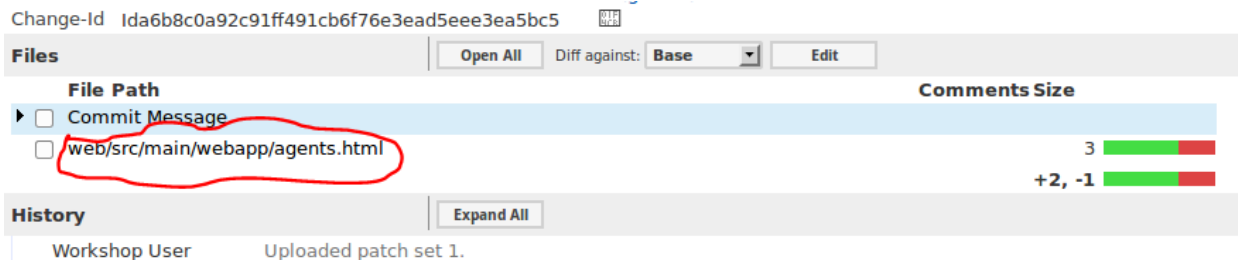 Change-Id Ida6b8c0a92c91ff491cb6f76e3ead5eee3ea5bc5
Files Open All Diff against: Base Edit
File Path Comments Size
Commit Message
web/src/main/webapp/agents.html 3
+2, -1
History Expand All
Workshop User Uploaded patch set 1.